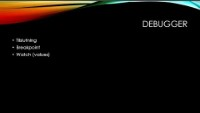 DEBUGGER
Breakpoint
Watch (values)